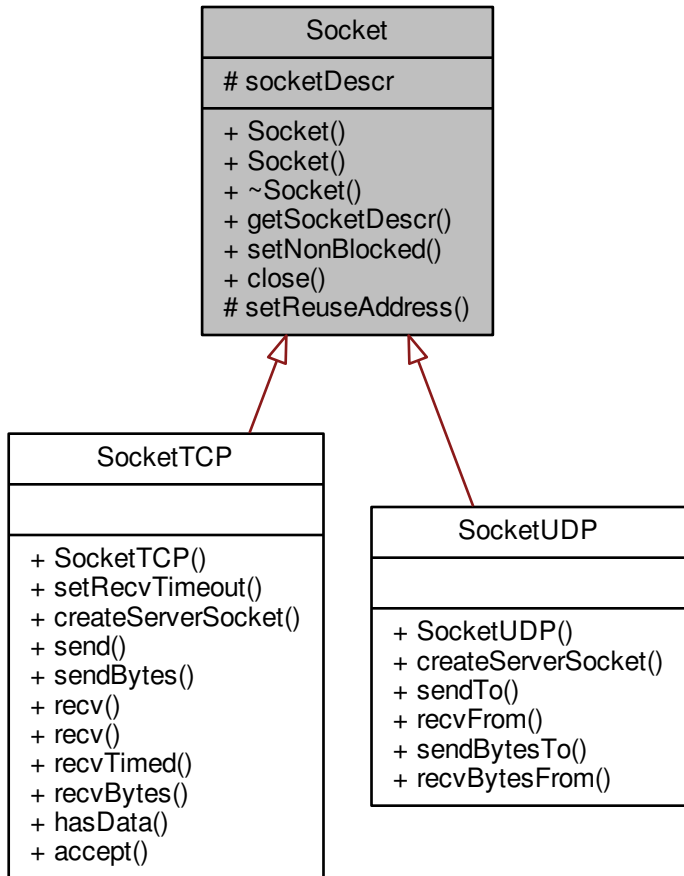 Socket
# socketDescr
+ Socket()
+ Socket()
+ ~Socket()
+ getSocketDescr()
+ setNonBlocked()
+ close()
# setReuseAddress()
SocketTCP
+ SocketTCP()
+ setRecvTimeout()
+ createServerSocket()
+ send()
+ sendBytes()
+ recv()
+ recv()
+ recvTimed()
+ recvBytes()
+ hasData()
+ accept()
SocketUDP
+ SocketUDP()
+ createServerSocket()
+ sendTo()
+ recvFrom()
+ sendBytesTo()
+ recvBytesFrom()